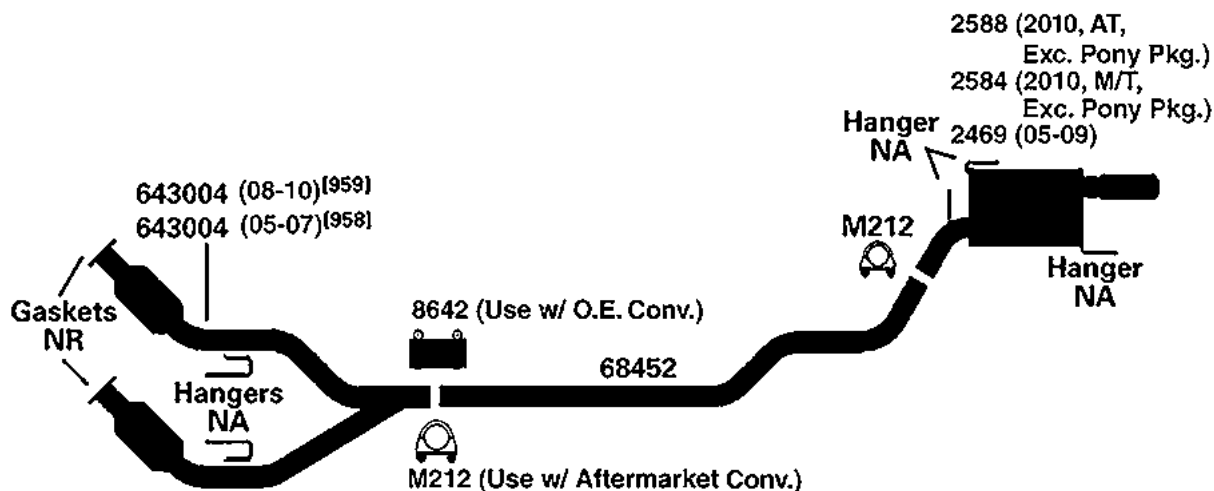 2588 (2010, AT,
Exc. Pony Pkg.)
2584 (2010, M/T,
Exc. Pony Pkg.)
2469 (05-09)
Hanger
NA
643004 (08-10)[959]
643004 (05-07)[958]
M212
Hanger
NA
Gaskets
NR
8642 (Use w/ O.E. Conv.)
68452
Hangers
NA
M212 (Use w/ Aftermarket Conv.)